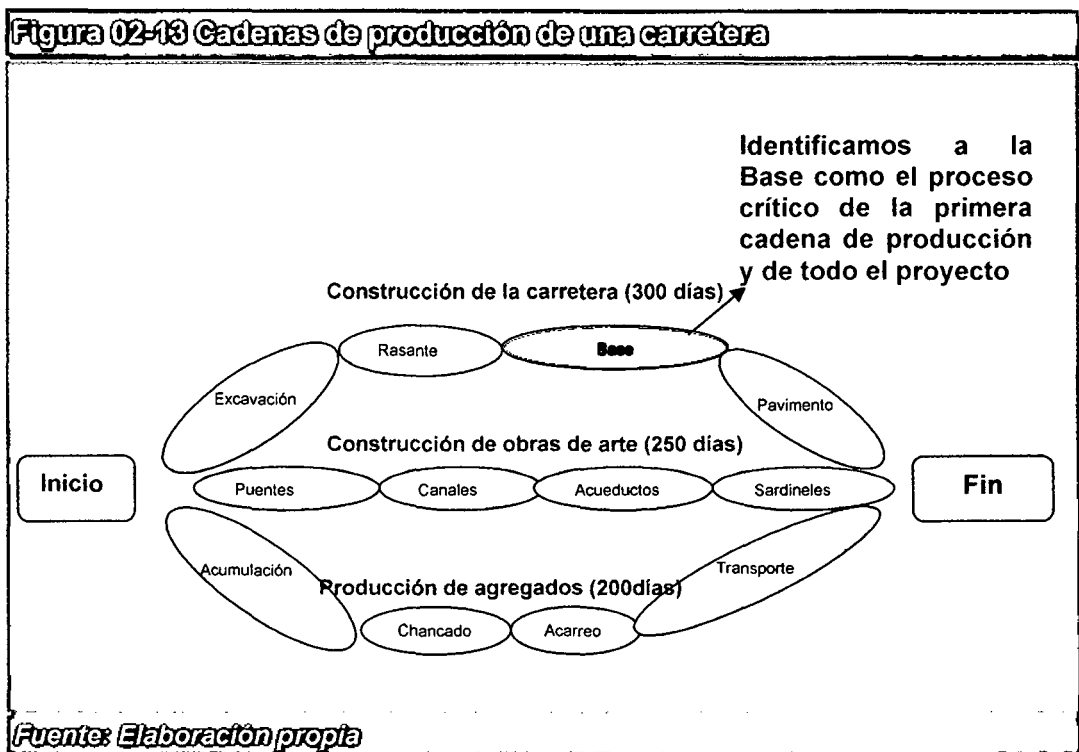 Figura 02-13 Cadenas de producción de una carretera
Identificamos a la
Base como el proceso
crítico de la primera
cadena de producción
y de todo el proyecto
Construcción de la carretera (300 días)
Rasante
Base
Excavación
Pavimento
Construcción de obras de arte (250 días)
Inicio
Puentes
Canales
Acueductos
Sardineles
Fin
Acumulación
Transporte
Producción de agregados (200días)
Chancado
Acarreo
Fuente: Elaboración propia